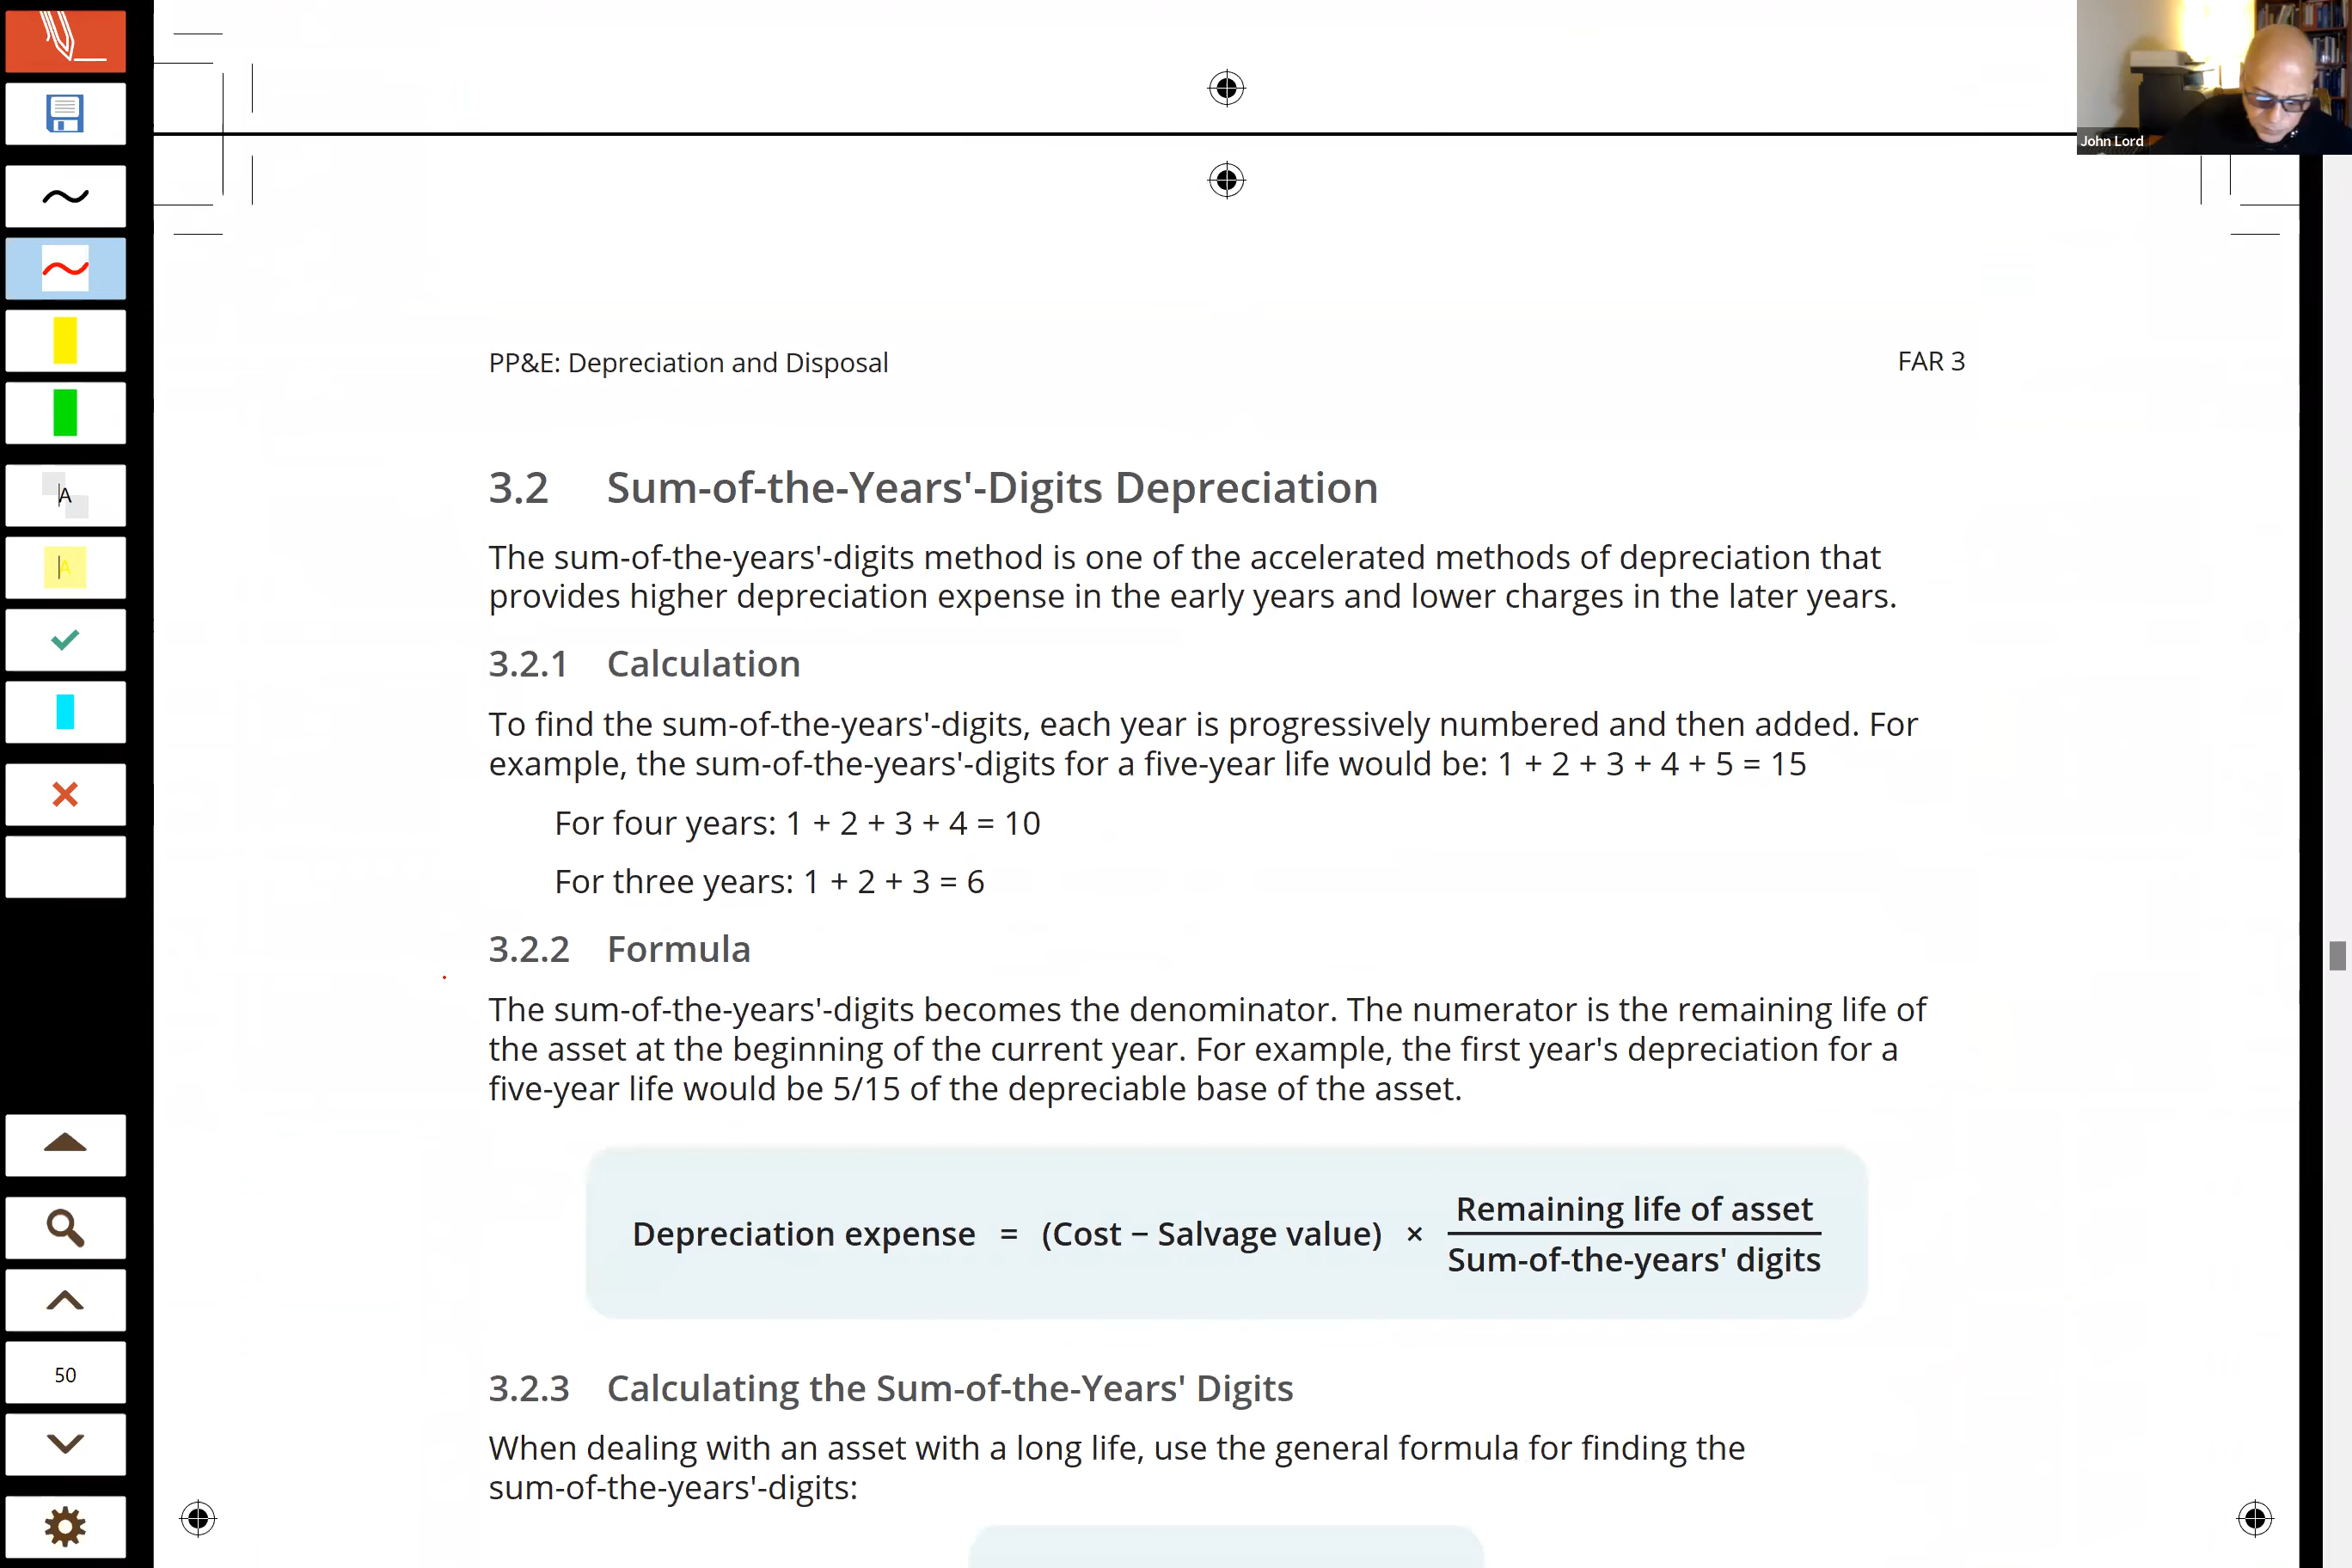 John Lord
PP&E: Depreciation and Disposal
FAR 3
3.2 Sum-of-the-Years'-Digits Depreciation
The sum-of-the-years'-digits method is one of the accelerated methods of depreciation that
provides higher depreciation expense in the early years and lower charges in the later years.
3.2.1 Calculation
To find the sum-of-the-years'-digits, each year is progressively numbered and then added. For
example, the sum-of-the-years'-digits for a five-year life would be: 1 + 2 + 3 + 4 + 5 = 15
For four years: 1 + 2 + 3 + 4 = 10
For three years: 1 + 2 + 3 = 6
3.2.2 Formula
The sum-of-the-years'-digits becomes the denominator. The numerator is the remaining life of
the asset at the beginning of the current year. For example, the first year's depreciation for a
five-year life would be 5/15 of the depreciable base of the asset.
Depreciation expense = (Cost − Salvage value) × Remaining life of asset
Sum-of-the-years' digits
3.2.3 Calculating the Sum-of-the-Years' Digits
When dealing with an asset with a long life, use the general formula for finding the
sum-of-the-years'-digits:
A
A
50